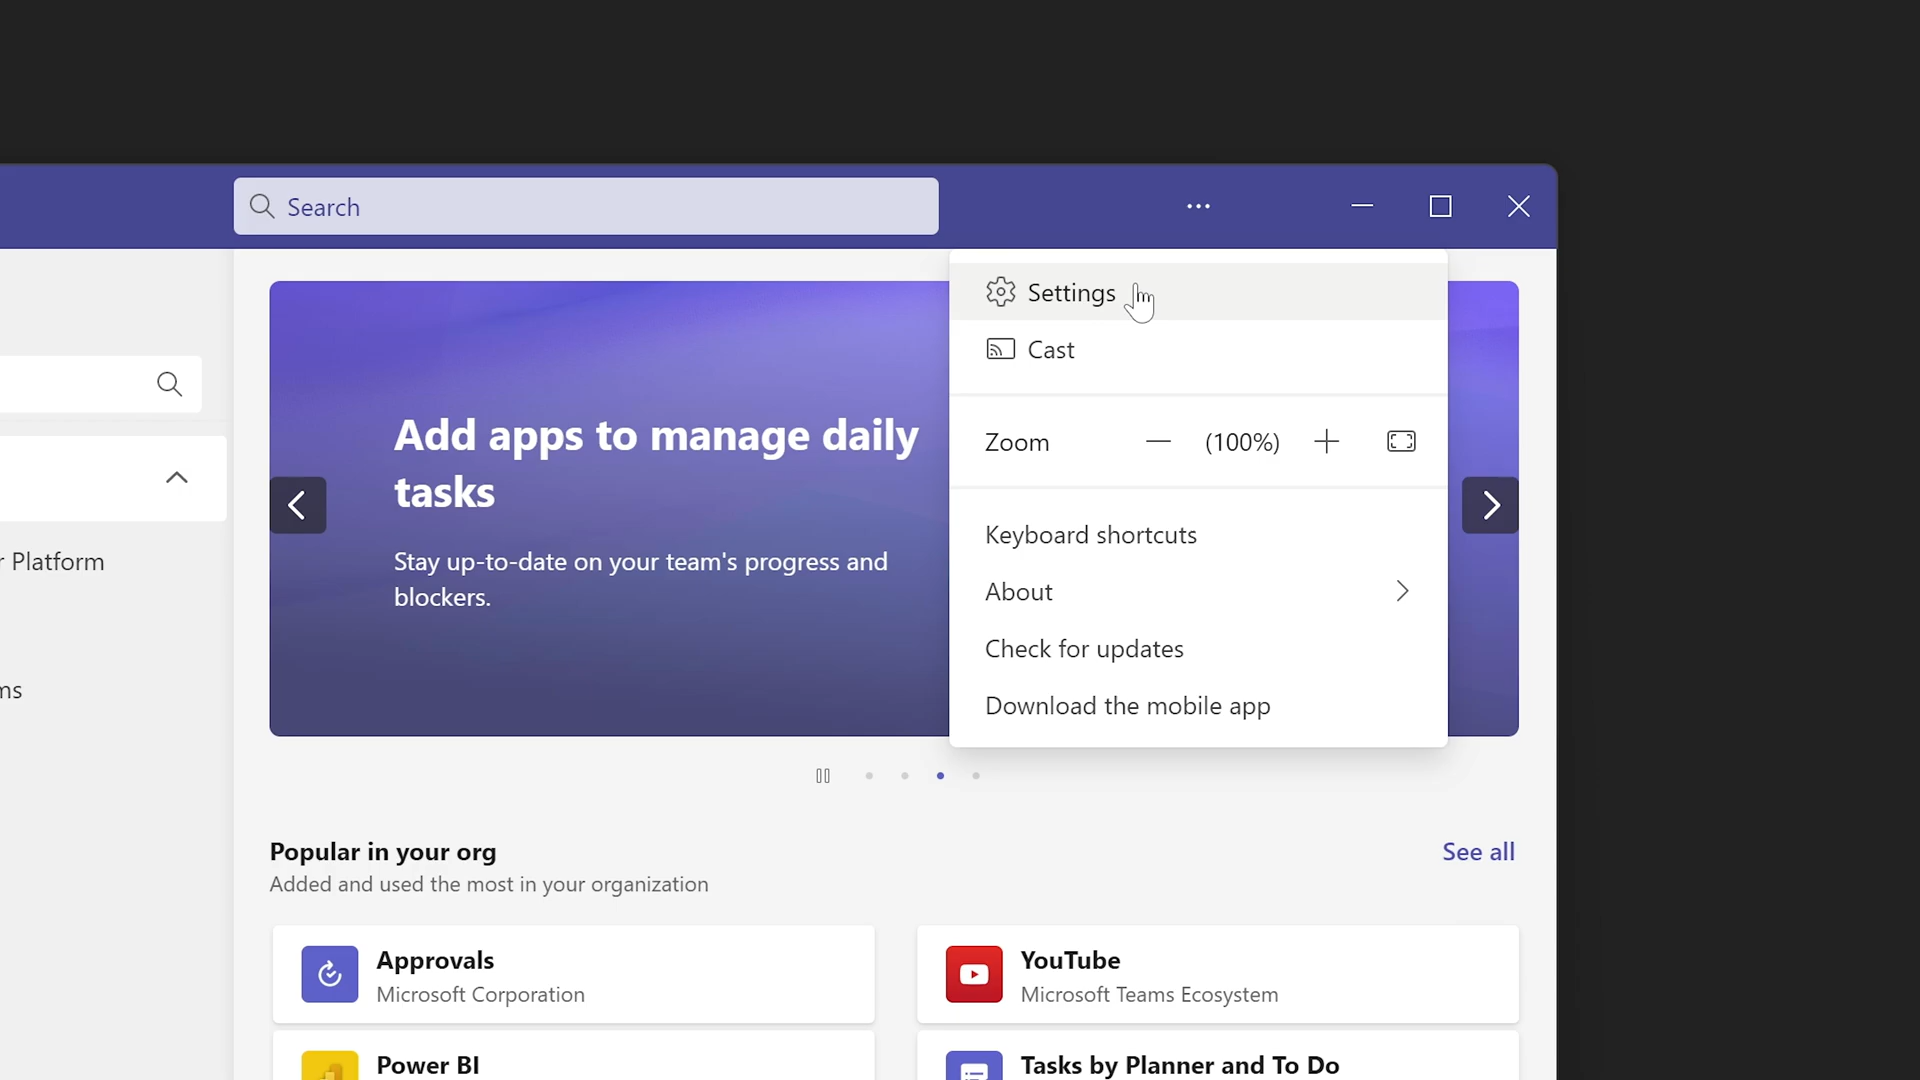 Search
Settings
Cast
Zoom (100%)
Keyboard shortcuts
About
Check for updates
Download the mobile app
Add apps to manage daily
tasks
Stay up-to-date on your team's progress and
blockers.
Platform
Popular in your org
See all
Added and used the most in your organization
Approvals
Microsoft Corporation
YouTube
Microsoft Teams Ecosystem
Power BI
Tasks by Planner and To Do